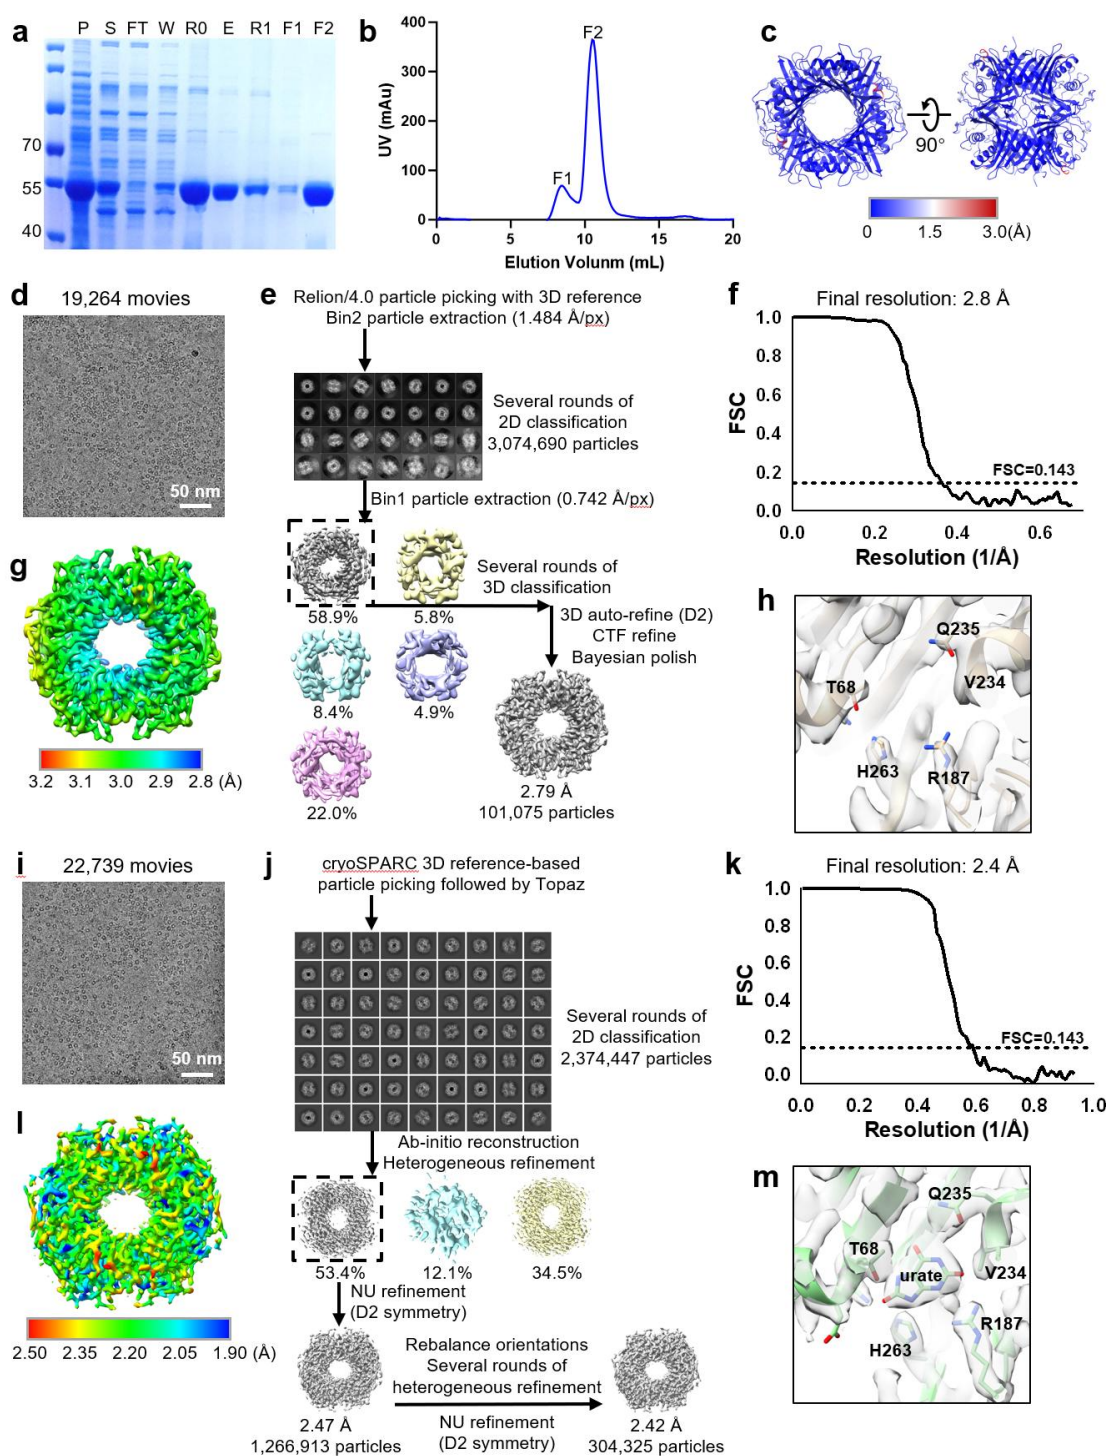 a
P S FT W R0 E R1 F1 F2
70
55
40
b
400
300
200
100
0
UV (mAu)
F1
F2
0 5 10 15 20
Elution Volunm (mL)
c
90°
0 1.5 3.0(Å)
d
19,264 movies
50 nm
e
Relion/4.0 particle picking with 3D reference
Bin2 particle extraction (1.484 Å/px)
Several rounds of
2D classification
3,074,690 particles
Bin1 particle extraction (0.742 Å/px)
58.9%
5.8%
Several rounds of
3D classification
8.4%
4.9%
22.0%
3D auto-refine (D2)
CTF refine
Bayesian polish
2.79 Å
101,075 particles
f
Final resolution: 2.8 Å
FSC
1.0
0.8
0.6
0.4
0.2
0.0
FSC=0.143
0.0 0.2 0.4 0.6
Resolution (1/Å)
g
3.2 3.1 3.0 2.9 2.8 (Å)
h
Q235
T68
V234
H263
R187
i
22,739 movies
50 nm
j
cryoSPARC 3D reference-based
particle picking followed by Topaz
Several rounds of
2D classification
2,374,447 particles
Ab-initio reconstruction
Heterogeneous refinement
53.4%
12.1%
34.5%
NU refinement
(D2 symmetry)
2.47 Å
1,266,913 particles
Rebalance orientations
Several rounds of
heterogeneous refinement
NU refinement
(D2 symmetry)
2.42 Å
304,325 particles
k
Final resolution: 2.4 Å
FSC
1.0
0.8
0.6
0.4
0.2
0.0
FSC=0.143
0.0 0.2 0.4 0.6 0.8 1.0
Resolution (1/Å)
l
2.50 2.35 2.20 2.05 1.90 (Å)
m
Q235
T68
urate
V234
R187
H263